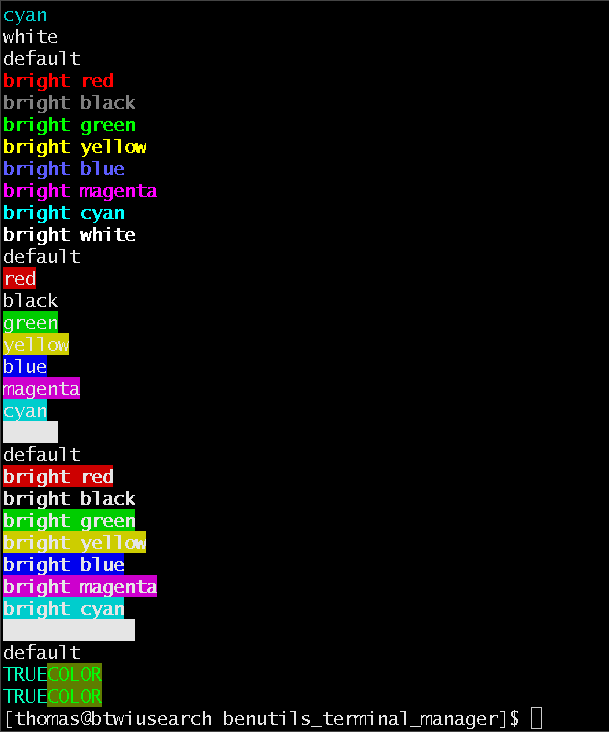 cyan
white
default
bright red
bright black
bright green
bright yellow
bright blue
bright magenta
bright cyan
bright white
default
red
black
green
yellow
blue
magenta
cyan
default
bright red
bright black
bright green
bright yellow
bright blue
bright magenta
bright cyan
default
TRUECOLOR
TRUECOLOR
[thomas@btwiusearch benutils_terminal_manager]$